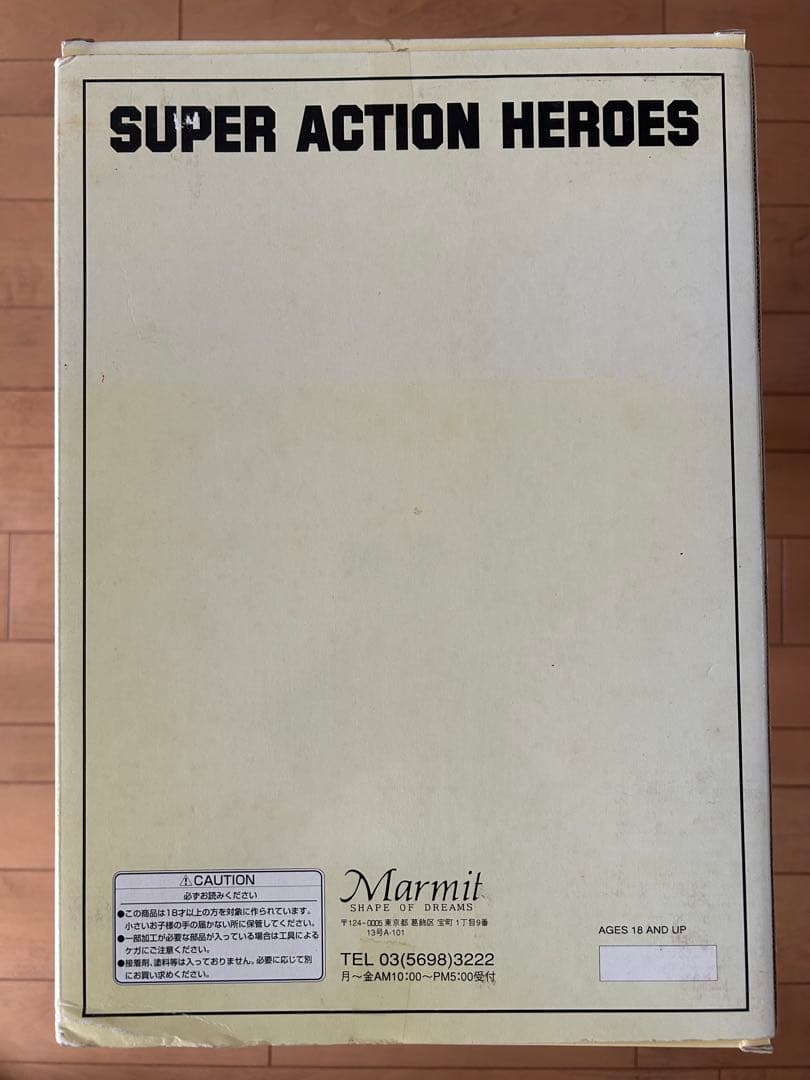 SUPER ACTION HEROES
⚠CAUTION
必ずお読みください
●この商品は18才以上の方を対象に作られています。
小さいお子様の手の届かない所に保管してください。
●一部加工が必要な部品が入っている場合は工具による
ケガにご注意ください。
●接着剤、塗料等は入っておりません。必要に応じて別
にお買い求めください。
Marmit
SHAPE OF DREAMS
〒124-0005 東京都 葛飾区 宝町 1丁目9番
13号A-101
TEL 03(5698)3222
月〜金AM10:00〜PM5:00受付
AGES 18 AND UP